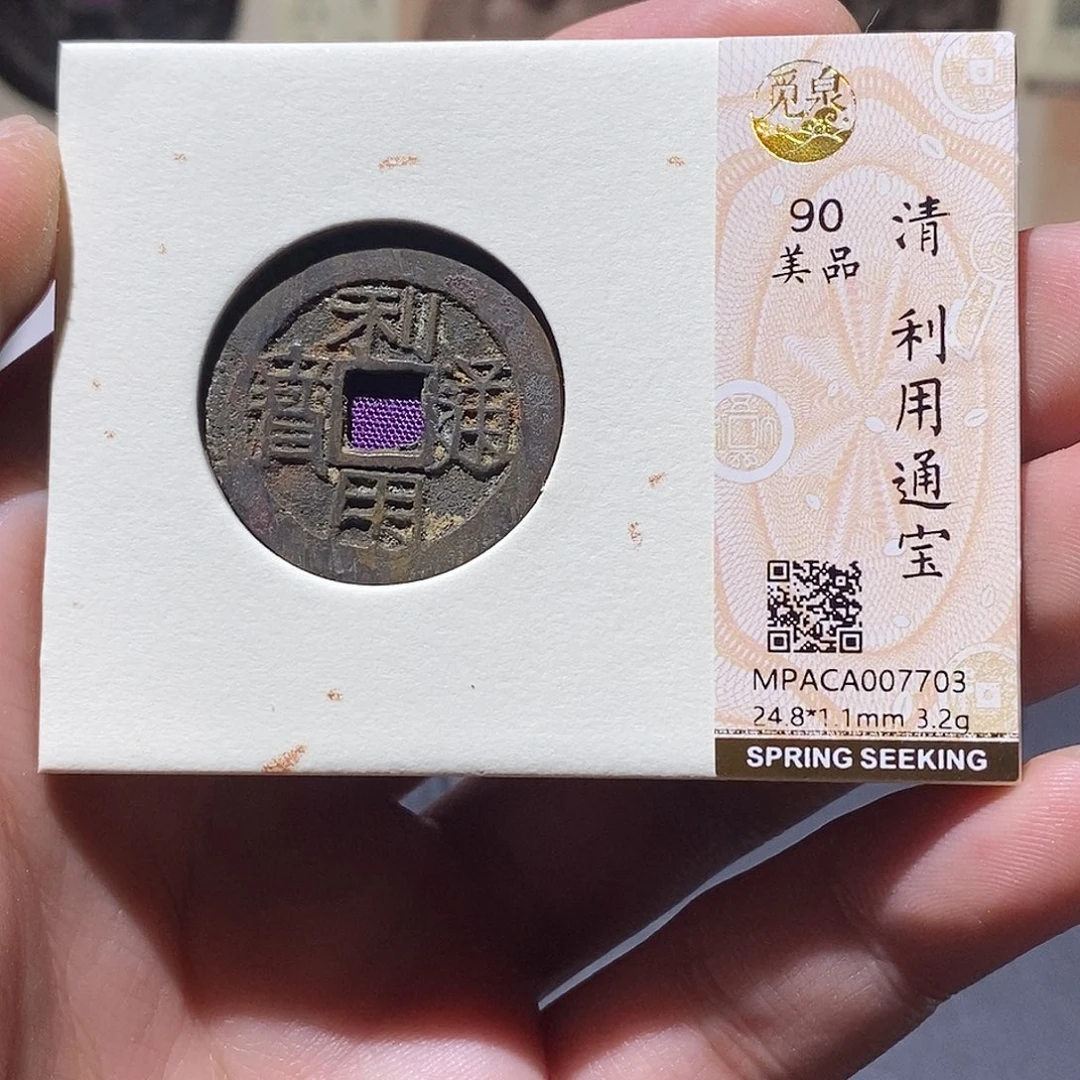 利
寳 通
用
觅泉
90
美品
清 利用通宝
MPACA007703
24.8*1.1mm 3.2g
SPRING SEEKING